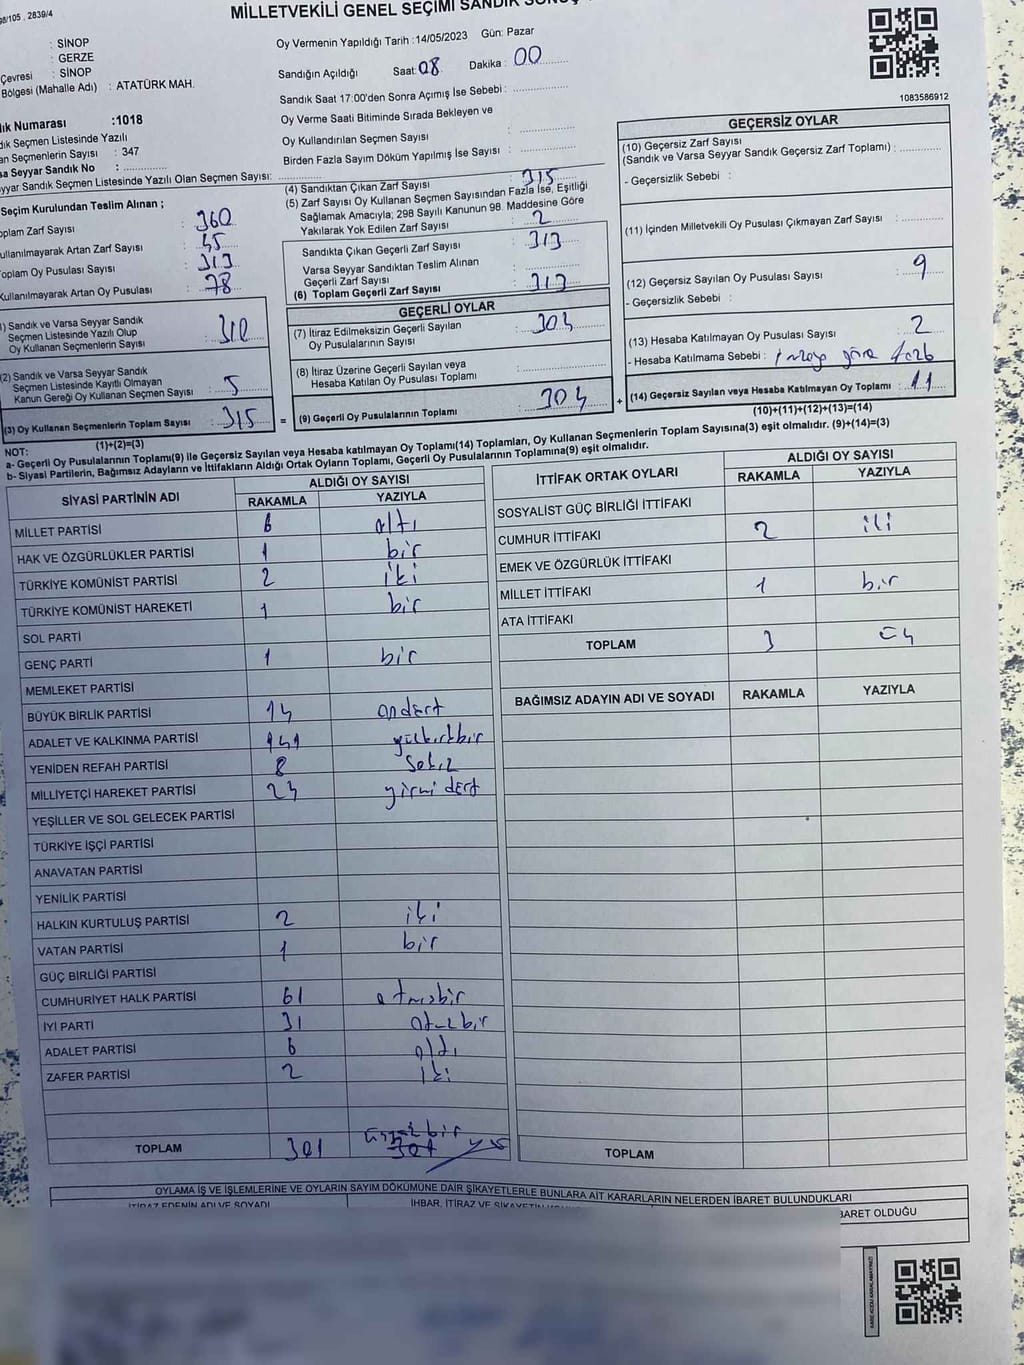 98/105 , 2839/4
MİLLETVEKİLİ GENEL SEÇİMİ SANDIK
: SİNOP
: GERZE
Çevresi : SİNOP
Bölgesi (Mahalle Adı) : ATATÜRK MAH.
Oy Vermenin Yapıldığı Tarih :14/05/2023 Gün: Pazar
Sandığın Açıldığı Saat: 08 Dakika : 00
Sandık Saat 17:00'den Sonra Açımış İse Sebebi :
Oy Verme Saati Bitiminde Sırada Bekleyen ve
Oy Kullandırılan Seçmen Sayısı :
Birden Fazla Sayım Döküm Yapılmış İse Sayısı :
1083586912
Numarası :1018
Seçmen Listesinde Yazılı
Seçmenlerin Sayısı : 347
Seyyar Sandık No :
Sandık Seçmen Listesinde Yazılı Olan Seçmen Sayısı:
Seçim Kurulundan Teslim Alınan ;
Zarf Sayısı : 360
Artan Zarf Sayısı : 45
Oy Pusulası Sayısı : 313
Artan Oy Pusulası : 78
Sandık ve Varsa Seyyar Sandık
Seçmen Listesinde Yazılı Olup
Oy Kullanan Seçmenlerin Sayısı : 310
(2) Sandık ve Varsa Seyyar Sandık
Seçmen Listesinde Kayıtlı Olmayan
Kanun Gereği Oy Kullanan Seçmen Sayısı : 5
(3) Oy Kullanan Seçmenlerin Toplam Sayısı : 315
(1)+(2)=(3)
(4) Sandıktan Çıkan Zarf Sayısı : 315
(5) Zarf Sayısı Oy Kullanan Seçmen Sayısından Fazla İse, Eşitliği
Sağlamak Amacıyla; 298 Sayılı Kanunun 98. Maddesine Göre
Yakılarak Yok Edilen Zarf Sayısı : 2
Sandıkta Çıkan Geçerli Zarf Sayısı : 313
Varsa Seyyar Sandıktan Teslim Alınan
Geçerli Zarf Sayısı :
(6) Toplam Geçerli Zarf Sayısı : 313
GEÇERLİ OYLAR
(7) İtiraz Edilmeksizin Geçerli Sayılan
Oy Pusulalarının Sayısı : 304
(8) İtiraz Üzerine Geçerli Sayılan veya
Hesaba Katılan Oy Pusulası Toplamı :
= (9) Geçerli Oy Pusulalarının Toplamı : 304 +
GEÇERSİZ OYLAR
(10) Geçersiz Zarf Sayısı
(Sandık ve Varsa Seyyar Sandık Geçersiz Zarf Toplamı) :
- Geçersizlik Sebebi :
(11) İçinden Milletvekili Oy Pusulası Çıkmayan Zarf Sayısı :
(12) Geçersiz Sayılan Oy Pusulası Sayısı : 9
- Geçersizlik Sebebi :
(13) Hesaba Katılmayan Oy Pusulası Sayısı : 2
- Hesaba Katılmama Sebebi : göre
(14) Geçersiz Sayılan veya Hesaba Katılmayan Oy Toplamı : 11
(10)+(11)+(12)+(13)=(14)
NOT:
a- Geçerli Oy Pusulalarının Toplamı(9) ile Geçersiz Sayılan veya Hesaba katılmayan Oy Toplamı(14) Toplamları, Oy Kullanan Seçmenlerin Toplam Sayısına(3) eşit olmalıdır. (9)+(14)=(3)
b- Siyasi Partilerin, Bağımsız Adayların ve İttifakların Aldığı Ortak Oyların Toplamı, Geçerli Oy Pusulalarının Toplamına(9) eşit olmalıdır.
SİYASİ PARTİNİN ADI ALDIĞI OY SAYISI
RAKAMLA YAZIYLA
MİLLET PARTİSİ 6 altı
HAK VE ÖZGÜRLÜKLER PARTİSİ 1 bir
TÜRKİYE KOMÜNİST PARTİSİ 2 iki
TÜRKİYE KOMÜNİST HAREKETİ 1 bir
SOL PARTİ
GENÇ PARTİ 1 bir
MEMLEKET PARTİSİ
BÜYÜK BİRLİK PARTİSİ 14 ondört
ADALET VE KALKINMA PARTİSİ 141 yüzkırkbir
YENİDEN REFAH PARTİSİ 8 sekiz
MİLLİYETÇİ HAREKET PARTİSİ 24 yirmi dört
YEŞİLLER VE SOL GELECEK PARTİSİ
TÜRKİYE İŞÇİ PARTİSİ
ANAVATAN PARTİSİ
YENİLİK PARTİSİ
HALKIN KURTULUŞ PARTİSİ 2 iki
VATAN PARTİSİ 1 bir
GÜÇ BİRLİĞİ PARTİSİ
CUMHURİYET HALK PARTİSİ 61 atmışbir
İYİ PARTİ 31 otuzbir
ADALET PARTİSİ 6 altı
ZAFER PARTİSİ 2 iki
TOPLAM 301 üçyüz bir
İTTİFAK ORTAK OYLARI ALDIĞI OY SAYISI
RAKAMLA YAZIYLA
SOSYALİST GÜÇ BİRLİĞİ İTTİFAKI
CUMHUR İTTİFAKI 2 iki
EMEK VE ÖZGÜRLÜK İTTİFAKI
MİLLET İTTİFAKI 1 bir
ATA İTTİFAKI
TOPLAM 3 üç
BAĞIMSIZ ADAYIN ADI VE SOYADI RAKAMLA YAZIYLA
TOPLAM
OYLAMA İŞ VE İŞLEMLERİNE VE OYLARIN SAYIM DÖKÜMÜNE DAİR ŞİKAYETLERLE BUNLARA AİT KARARLARIN NELERDEN İBARET BULUNDUKLARI
İTİRAZ EDENİN ADI VE SOYADI İHBAR, İTİRAZ VE ŞİKAYETİN İBARET OLDUĞU